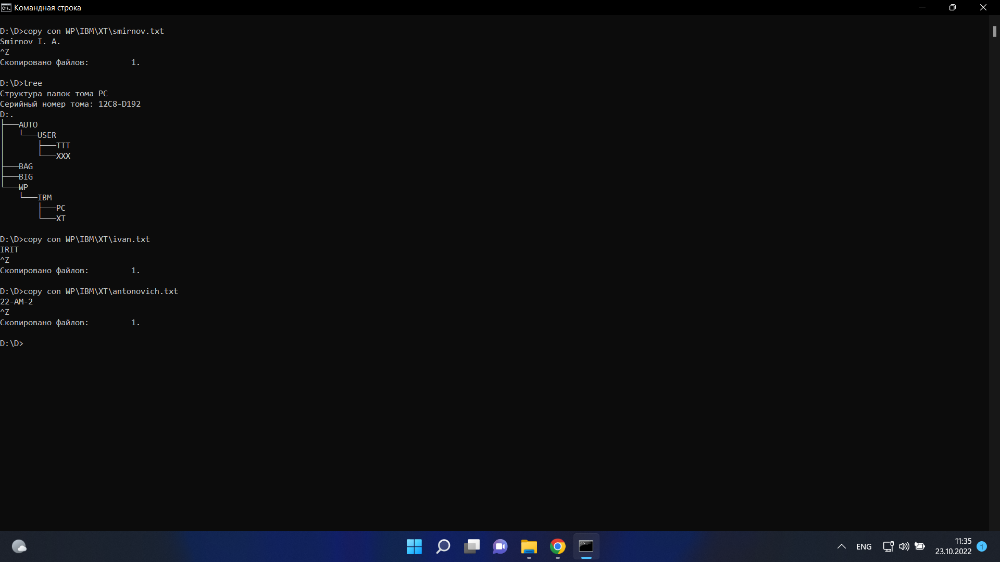 Командная строка
D:\D>copy con WP\IBM\XT\smirnov.txt
Smirnov I. A.
^Z
Скопировано файлов:         1.
D:\D>tree
Структура папок тома PC
Серийный номер тома: 12C8-D192
D:.
├───AUTO
│   └───USER
│       ├───TTT
│       └───XXX
├───BAG
├───BIG
└───WP
    └───IBM
        ├───PC
        └───XT
D:\D>copy con WP\IBM\XT\ivan.txt
IRIT
^Z
Скопировано файлов:         1.
D:\D>copy con WP\IBM\XT\antonovich.txt
22-AM-2
^Z
Скопировано файлов:         1.
D:\D>
ENG
11:35
23.10.2022
1